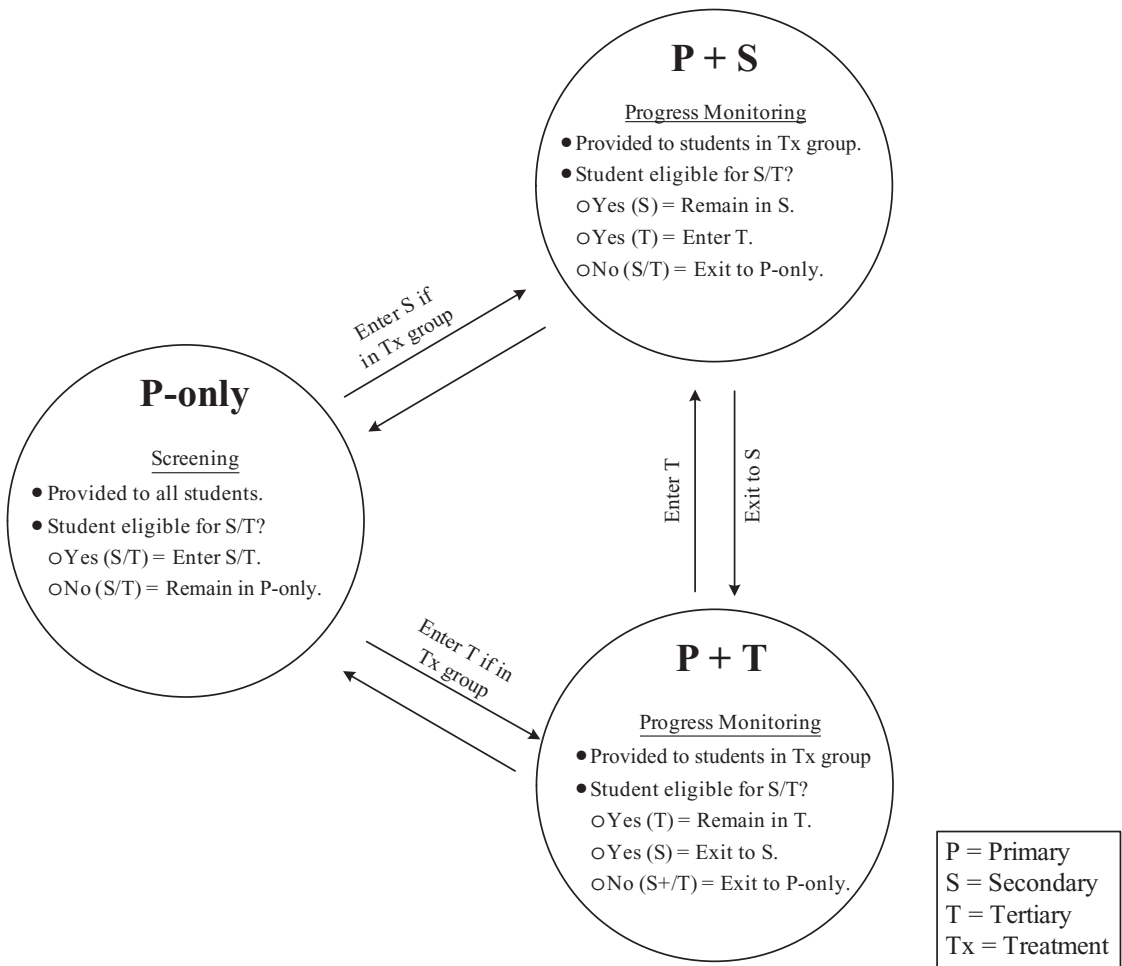 P + S
Progress Monitoring
● Provided to students in Tx group.
● Student eligible for S/T?
○ Yes (S) = Remain in S.
○ Yes (T) = Enter T.
○ No (S/T) = Exit to P-only.
Enter S if
in Tx group
P-only
Screening
● Provided to all students.
● Student eligible for S/T?
○ Yes (S/T) = Enter S/T.
○ No (S/T) = Remain in P-only.
Enter T
Exit to S
Enter T if in
Tx group
P + T
Progress Monitoring
● Provided to students in Tx group
● Student eligible for S/T?
○ Yes (T) = Remain in T.
○ Yes (S) = Exit to S.
○ No (S+/T) = Exit to P-only.
P = Primary
S = Secondary
T = Tertiary
Tx = Treatment